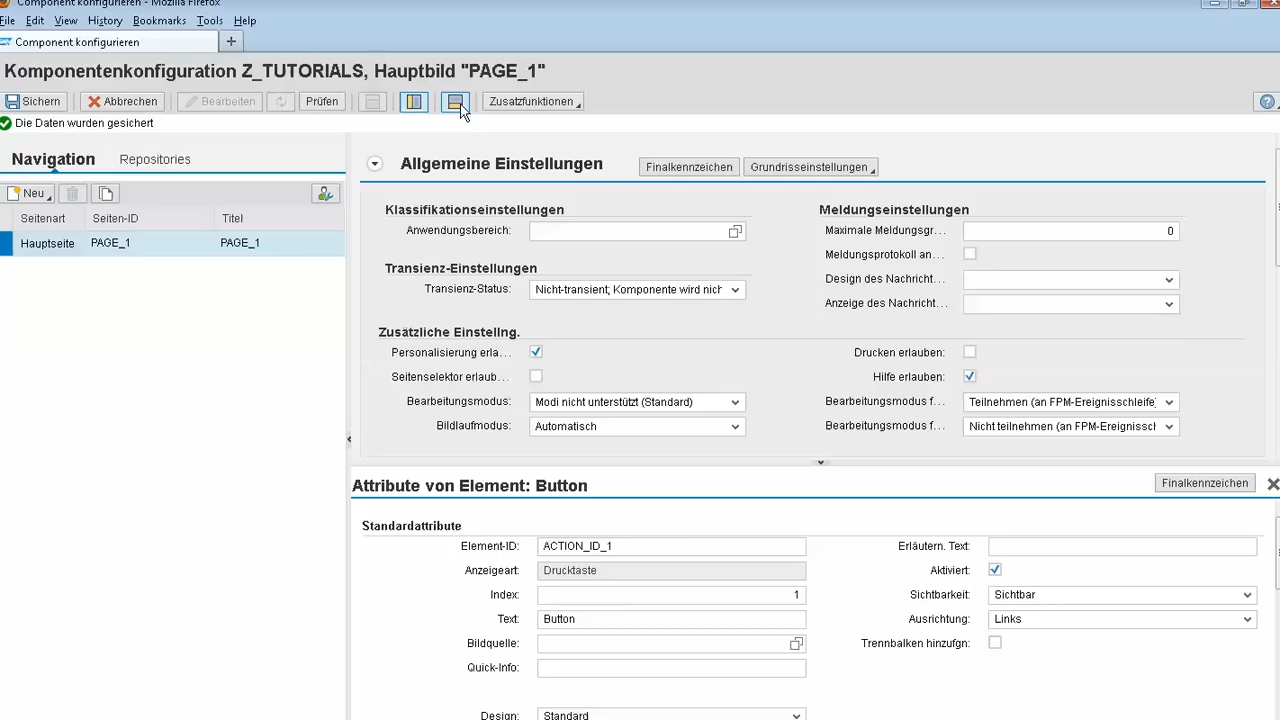 Component konfigurieren - Mozilla Firefox
File Edit View History Bookmarks Tools Help
Component konfigurieren
Komponentenkonfiguration Z_TUTORIALS, Hauptbild "PAGE_1"
Sichern Abbrechen Bearbeiten Prüfen Zusatzfunktionen
Die Daten wurden gesichert
Navigation Repositories
Neu
Seitenart Seiten-ID Titel
Hauptseite PAGE_1 PAGE_1
Allgemeine Einstellungen Finalkennzeichen Grundrisseinstellungen
Klassifikationseinstellungen
Anwendungsbereich:
Transienz-Einstellungen
Transienz-Status: Nicht-transient; Komponente wird nich
Meldungseinstellungen
Maximale Meldungsgr... 0
Meldungsprotokoll an...
Design des Nachricht...
Anzeige des Nachricht...
Zusätzliche Einstellng.
Personalisierung erla... Drucken erlauben:
Seitenselektor erlaub... Hilfe erlauben:
Bearbeitungsmodus: Modi nicht unterstützt (Standard) Bearbeitungsmodus f... Teilnehmen (an FPM-Ereignisschleife)
Bildlaufmodus: Automatisch Bearbeitungsmodus f... Nicht teilnehmen (an FPM-Ereignissch
Attribute von Element: Button Finalkennzeichen
Standardattribute
Element-ID: ACTION_ID_1 Erläutern. Text:
Anzeigeart: Drucktaste Aktiviert:
Index: 1 Sichtbarkeit: Sichtbar
Text: Button Ausrichtung: Links
Bildquelle: Trennbalken hinzufgn:
Quick-Info:
Design: Standard